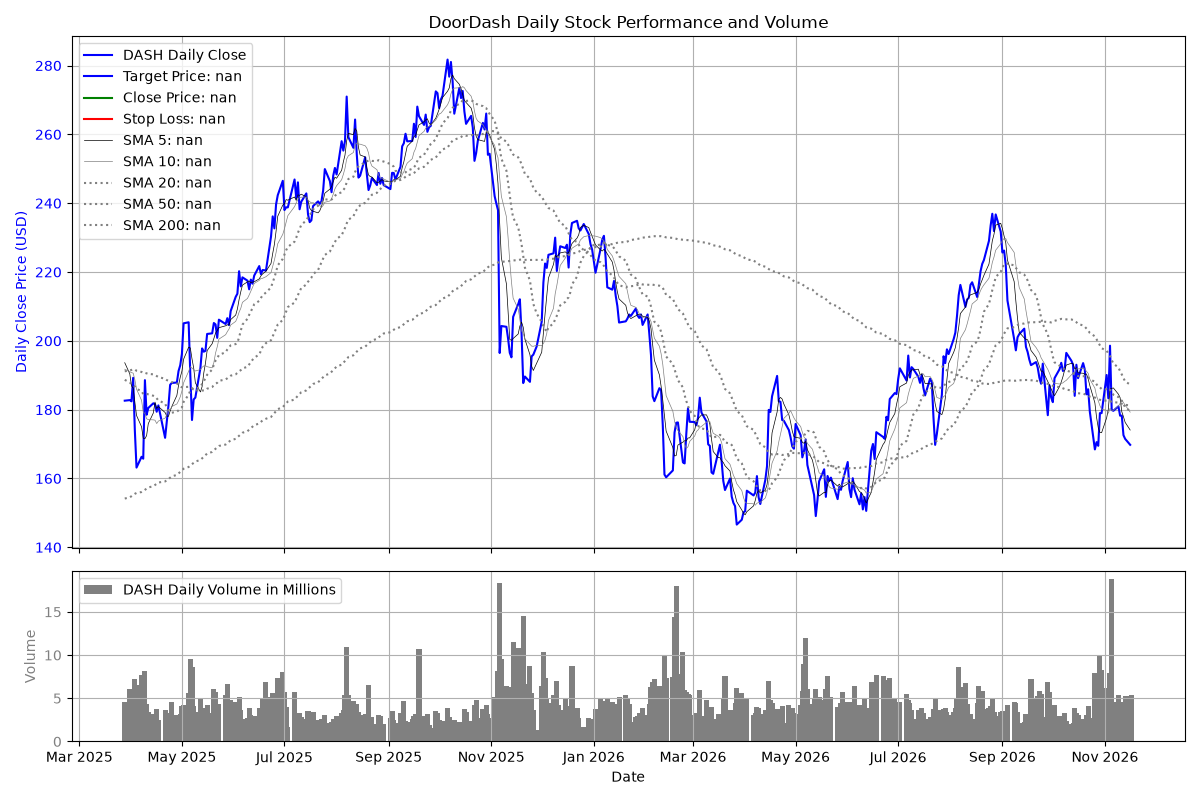 DoorDash Daily Stock Performance and Volume
DASH Daily Close
Target Price: nan
Close Price: nan
Stop Loss: nan
SMA 5: nan
SMA 10: nan
SMA 20: nan
SMA 50: nan
SMA 200: nan
Daily Close Price (USD)
280
260
240
220
200
180
160
140
DASH Daily Volume in Millions
Volume
15
10
5
0
Mar 2025 May 2025 Jul 2025 Sep 2025 Nov 2025 Jan 2026 Mar 2026 May 2026 Jul 2026 Sep 2026 Nov 2026
Date